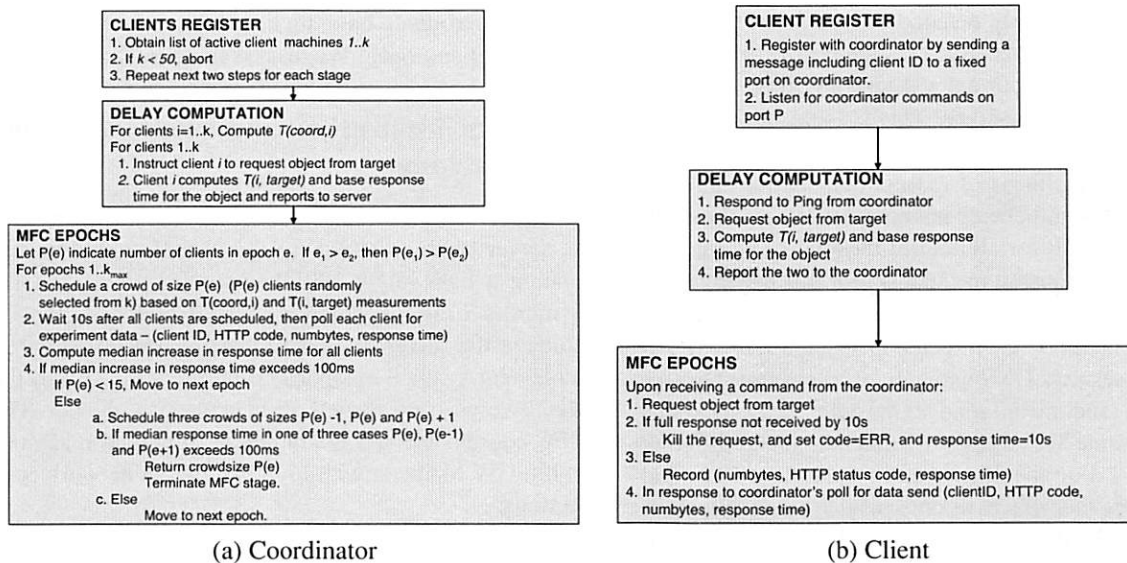 CLIENTS REGISTER
1. Obtain list of active client machines 1..k
2. If k < 50, abort
3. Repeat next two steps for each stage
DELAY COMPUTATION
For clients i=1..k, Compute T(coord,i)
For clients 1..k
1. Instruct client i to request object from target
2. Client i computes T(i, target) and base response
time for the object and reports to server
MFC EPOCHS
Let P(e) indicate number of clients in epoch e. If e1 > e2, then P(e1) > P(e2)
For epochs 1..kmax
1. Schedule a crowd of size P(e) (P(e) clients randomly
selected from k) based on T(coord,i) and T(i, target) measurements
2. Wait 10s after all clients are scheduled, then poll each client for
experiment data – (client ID, HTTP code, numbytes, response time)
3. Compute median increase in response time for all clients
4. If median increase in response time exceeds 100ms
If P(e) < 15, Move to next epoch
Else
a. Schedule three crowds of sizes P(e) -1, P(e) and P(e) + 1
b. If median response time in one of three cases P(e), P(e-1)
and P(e+1) exceeds 100ms
Return crowdsize P(e)
Terminate MFC stage.
c. Else
Move to next epoch.
(a) Coordinator
CLIENT REGISTER
1. Register with coordinator by sending a
message including client ID to a fixed
port on coordinator.
2. Listen for coordinator commands on
port P
DELAY COMPUTATION
1. Respond to Ping from coordinator
2. Request object from target
3. Compute T(i, target) and base response
time for the object
4. Report the two to the coordinator
MFC EPOCHS
Upon receiving a command from the coordinator:
1. Request object from target
2. If full response not received by 10s
Kill the request, and set code=ERR, and response time=10s
3. Else
Record (numbytes, HTTP status code, response time)
4. In response to coordinator's poll for data send (clientID, HTTP code,
numbytes, response time)
(b) Client